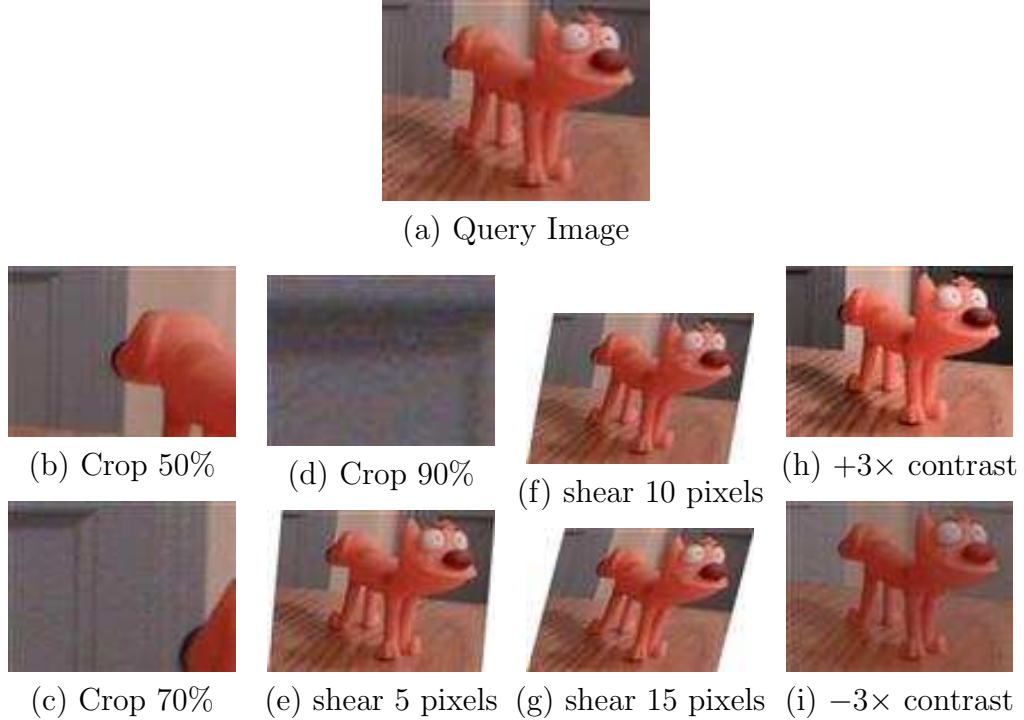 (a) Query Image
(b) Crop 50%
(d) Crop 90%
(f) shear 10 pixels
(h) +3× contrast
(c) Crop 70%
(e) shear 5 pixels
(g) shear 15 pixels
(i) −3× contrast